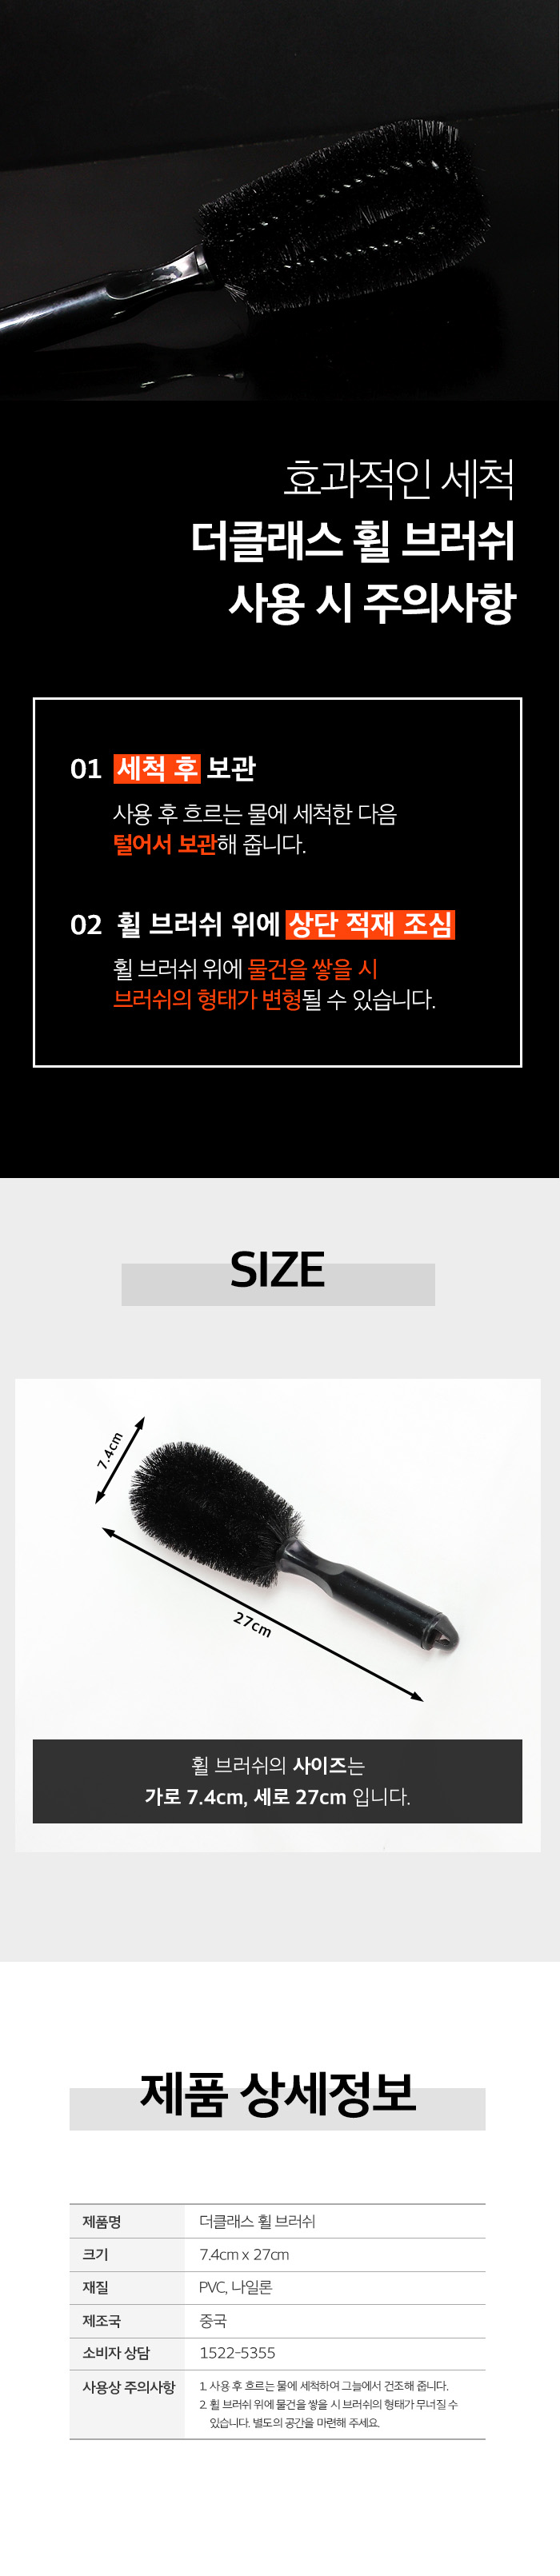 효과적인 세척
더클래스 휠 브러쉬
사용 시 주의사항
01 세척 후 보관
사용 후 흐르는 물에 세척한 다음
털어서 보관해 줍니다.
02 휠 브러쉬 위에 상단 적재 조심
휠 브러쉬 위에 물건을 쌓을 시
브러쉬의 형태가 변형될 수 있습니다.
SIZE
7.4cm
27cm
휠 브러쉬의 사이즈는
가로 7.4cm, 세로 27cm 입니다.
제품 상세정보
제품명 더클래스 휠 브러쉬
크기 7.4cm x 27cm
재질 PVC, 나일론
제조국 중국
소비자 상담 1522-5355
사용상 주의사항 1. 사용 후 흐르는 물에 세척하여 그늘에서 건조해 줍니다.
2. 휠 브러쉬 위에 물건을 쌓을 시 브러쉬의 형태가 무너질 수
있습니다. 별도의 공간을 마련해 주세요.